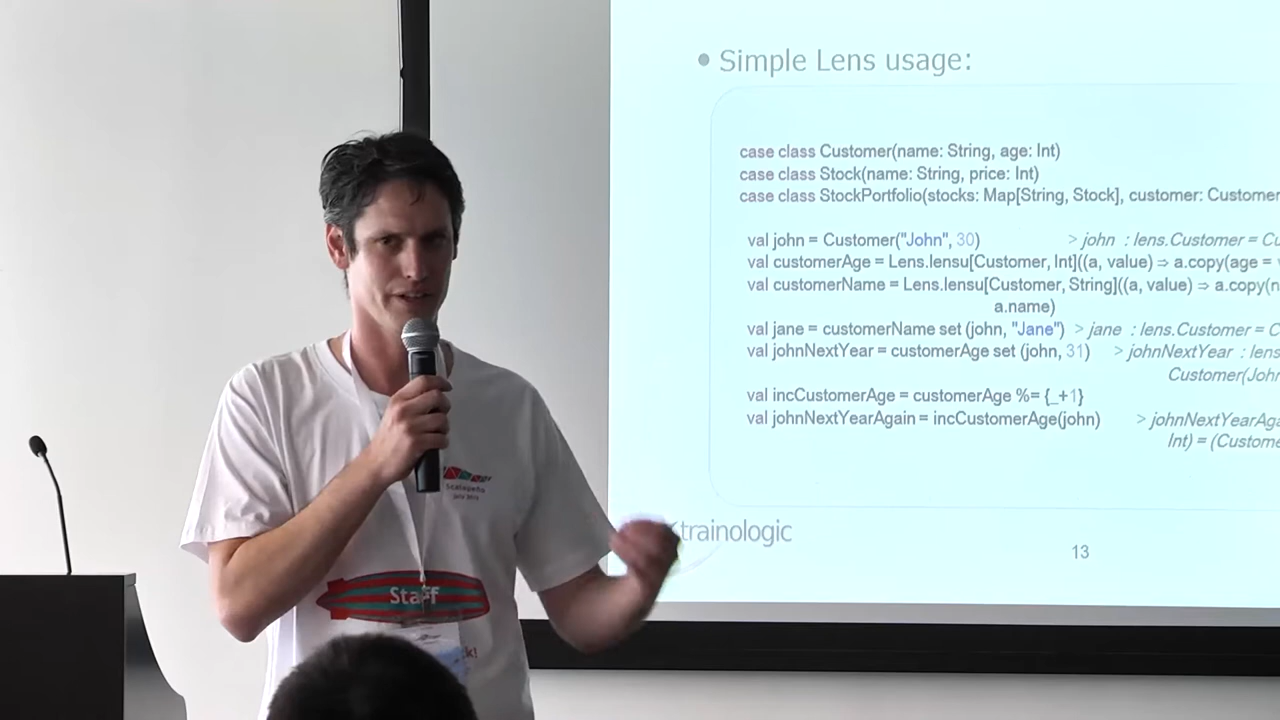 • Simple Lens usage:
case class Customer(name: String, age: Int)
case class Stock(name: String, price: Int)
case class StockPortfolio(stocks: Map[String, Stock], customer: Customer
val john = Customer("John", 30) > john : lens.Customer = Cu
val customerAge = Lens.lensu[Customer, Int]((a, value) ⇒ a.copy(age =
val customerName = Lens.lensu[Customer, String]((a, value) ⇒ a.copy(n
a.name)
val jane = customerName set (john, "Jane") > jane : lens.Customer = C
val johnNextYear = customerAge set (john, 31) > johnNextYear : lens
Customer(John
val incCustomerAge = customerAge %= {_+1}
val johnNextYearAgain = incCustomerAge(john) > johnNextYearAga
Int) = (Custome
trainologic
13
Scalapeño
July 2013
Staff